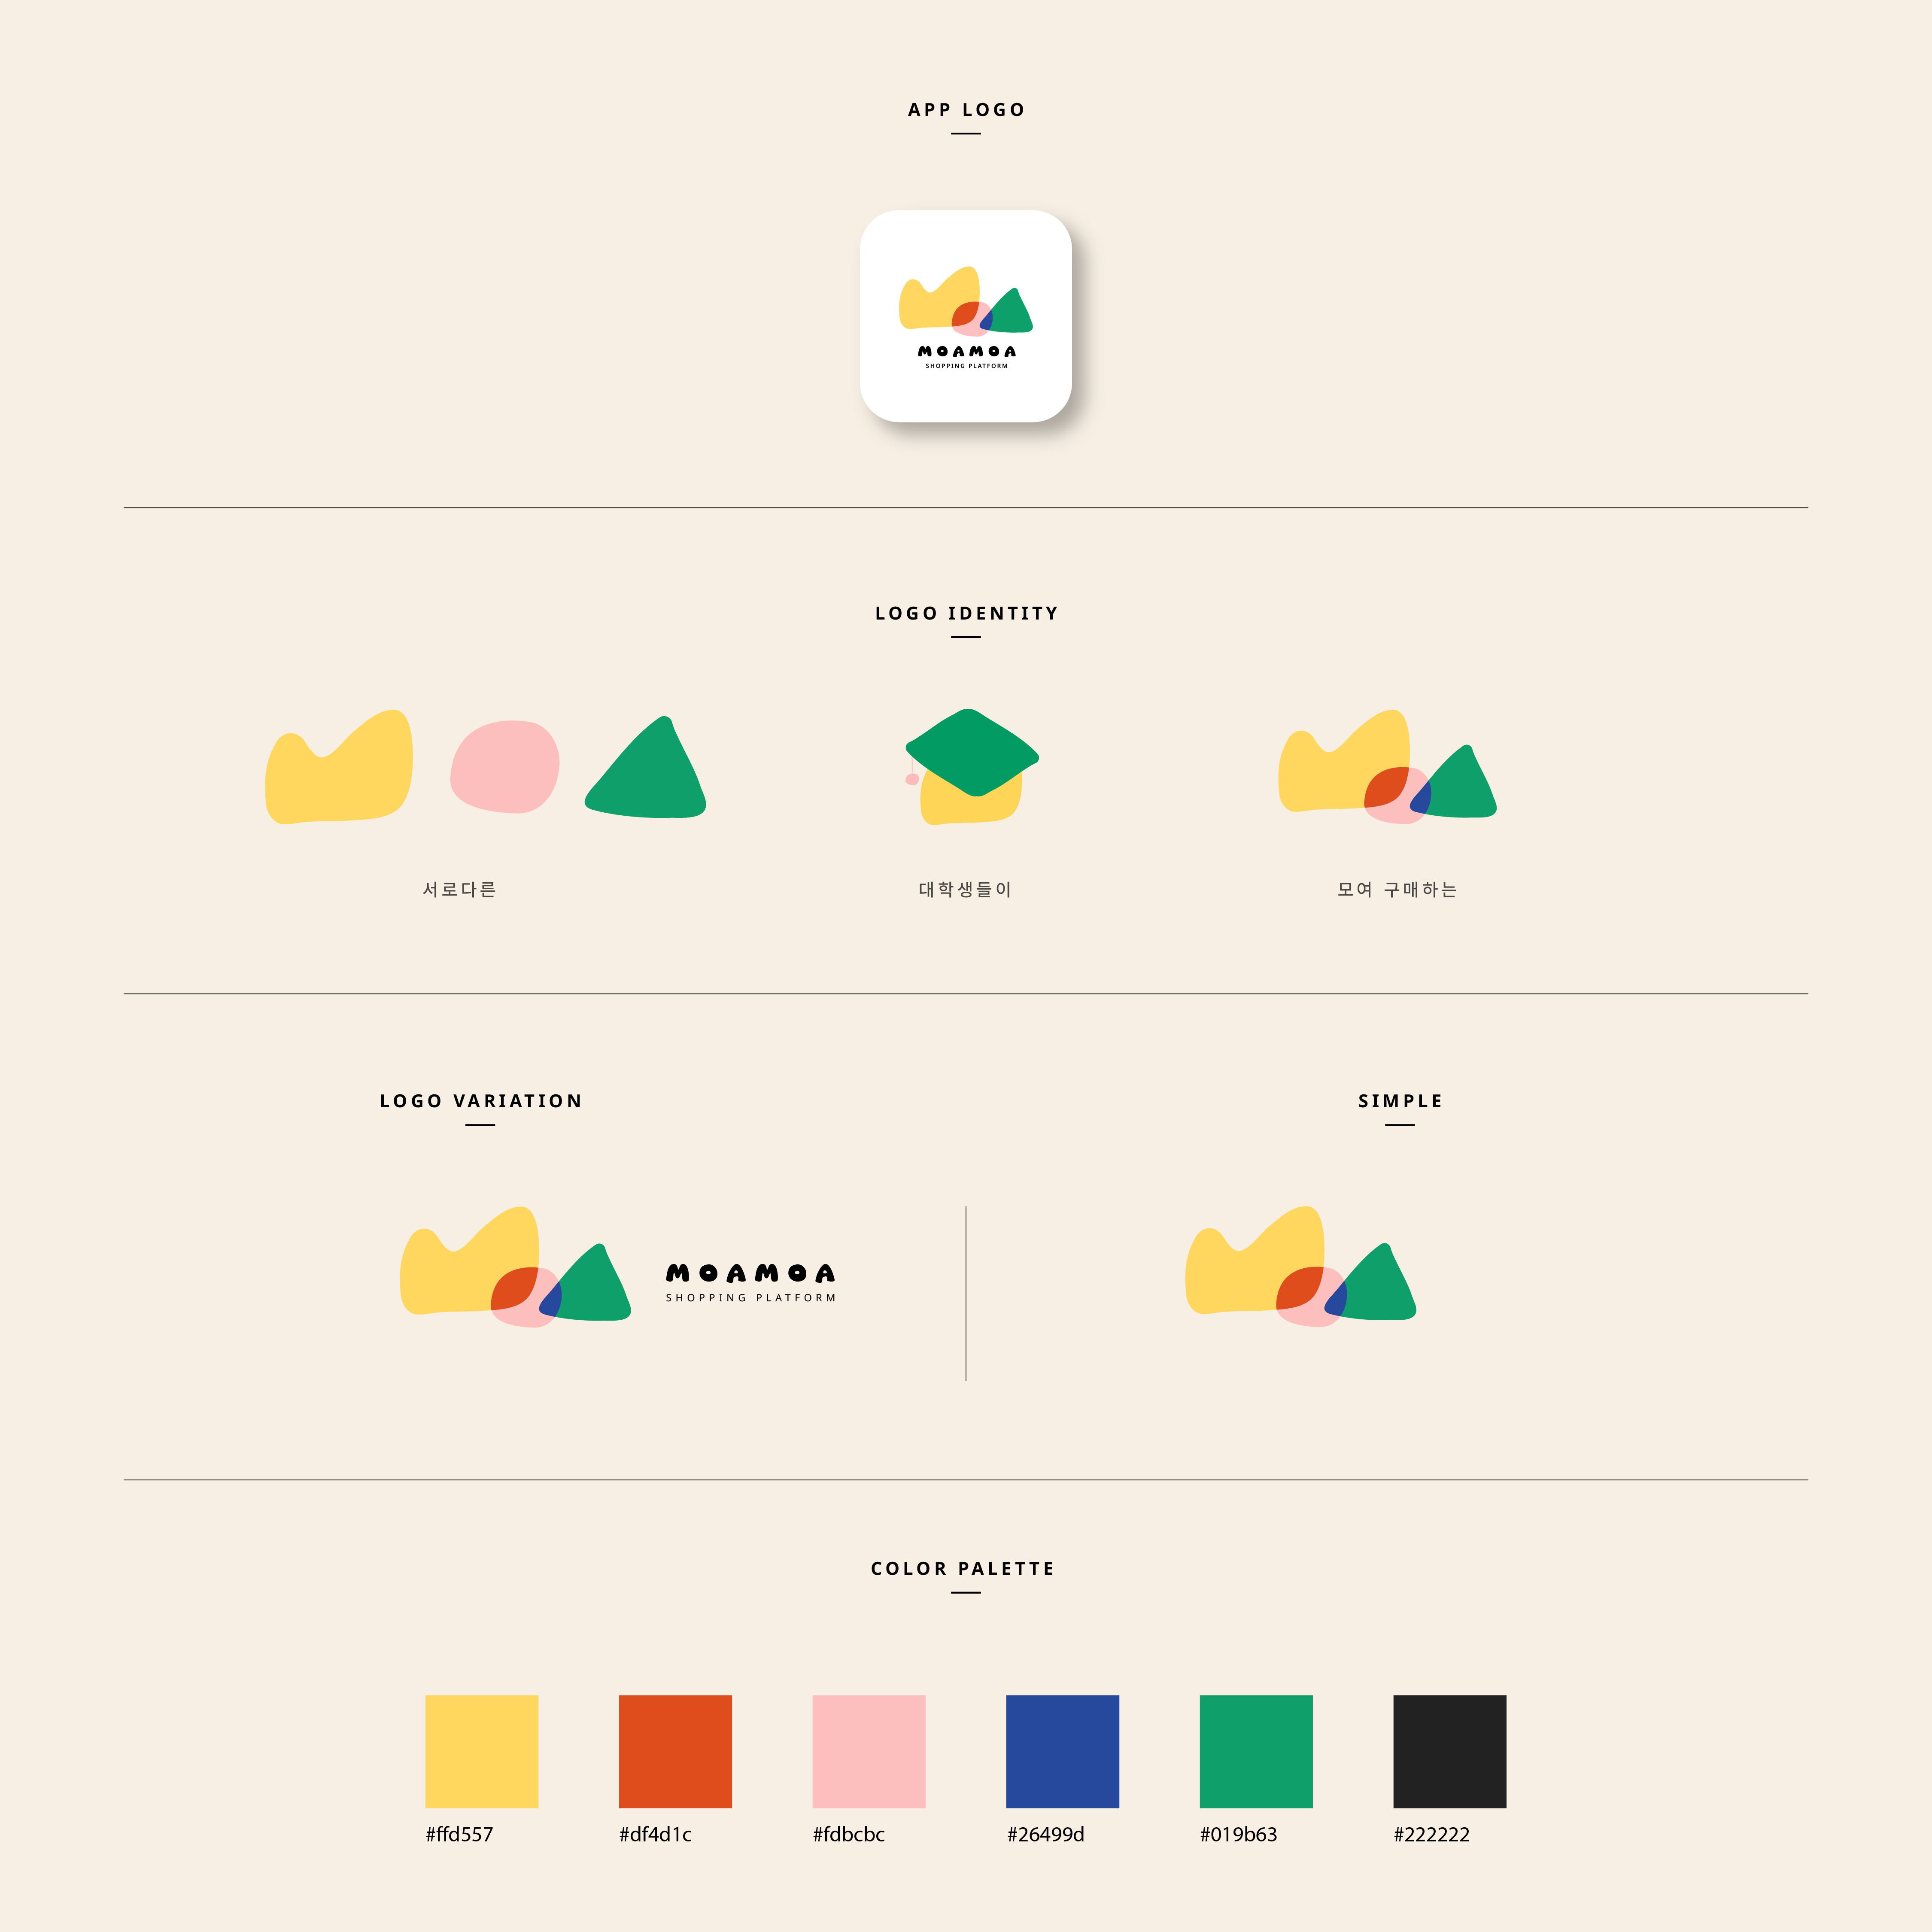 APP LOGO
MOAMOA
SHOPPING PLATFORM
LOGO IDENTITY
서로다른
대학생들이
모여 구매하는
LOGO VARIATION
MOAMOA
SHOPPING PLATFORM
SIMPLE
COLOR PALETTE
#ffd557 #df4d1c #fdbcbc #26499d #019b63 #222222